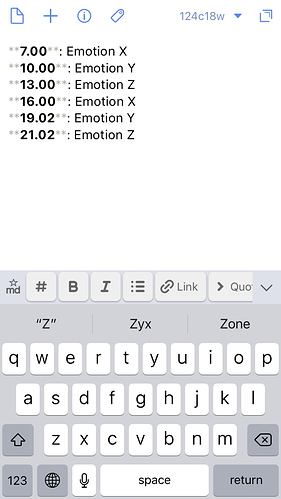 124c18w
**7.00**: Emotion X
**10.00**: Emotion Y
**13.00**: Emotion Z
**16.00**: Emotion X
**19.02**: Emotion Y
**21.02**: Emotion Z
md # B I Link Quo
“Z” Zyx Zone
q w e r t y u i o p
a s d f g h j k l
z x c v b n m
123 space return